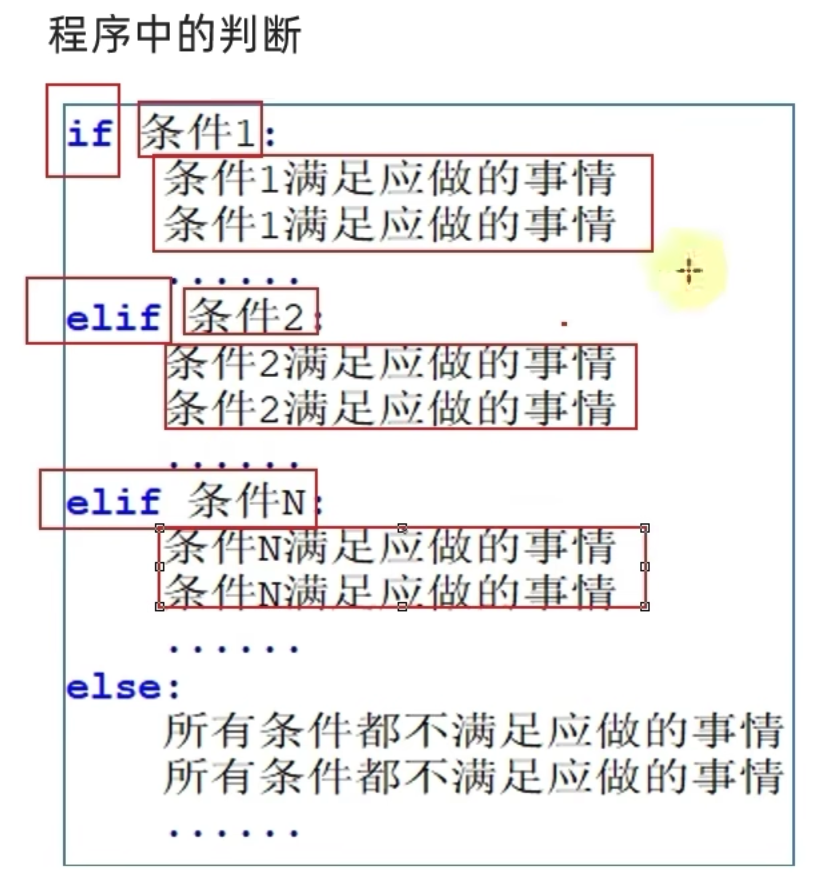 程序中的判断
if 条件1:
条件1满足应做的事情
条件1满足应做的事情
......
elif 条件2:
条件2满足应做的事情
条件2满足应做的事情
......
elif 条件N:
条件N满足应做的事情
条件N满足应做的事情
......
else:
所有条件都不满足应做的事情
所有条件都不满足应做的事情
......